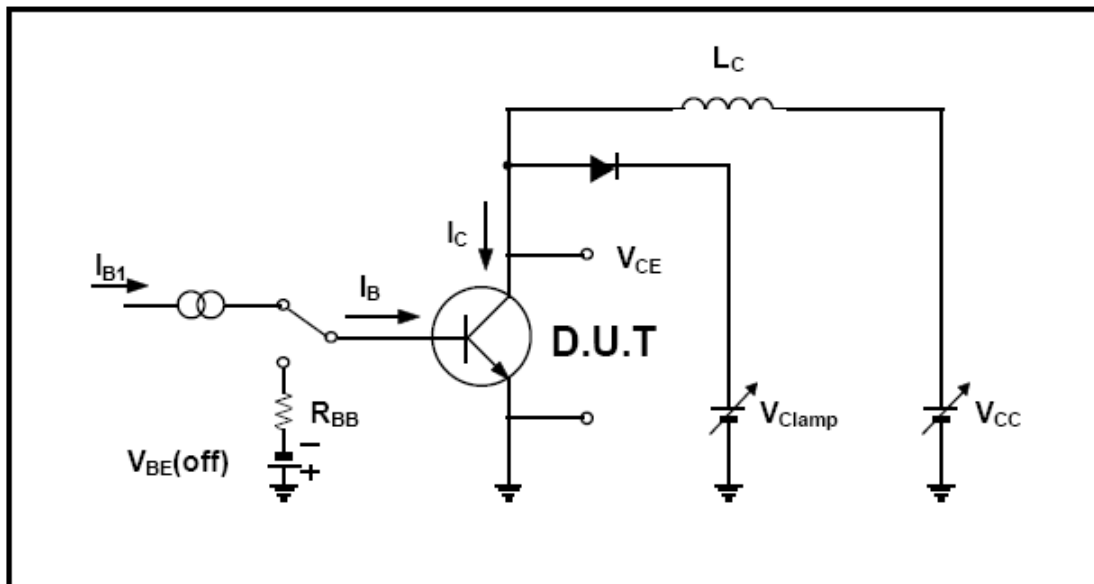 LC
IC
VCE
IB1
IB
D.U.T
RBB
−
VClamp
VCC
VBE(off)
+